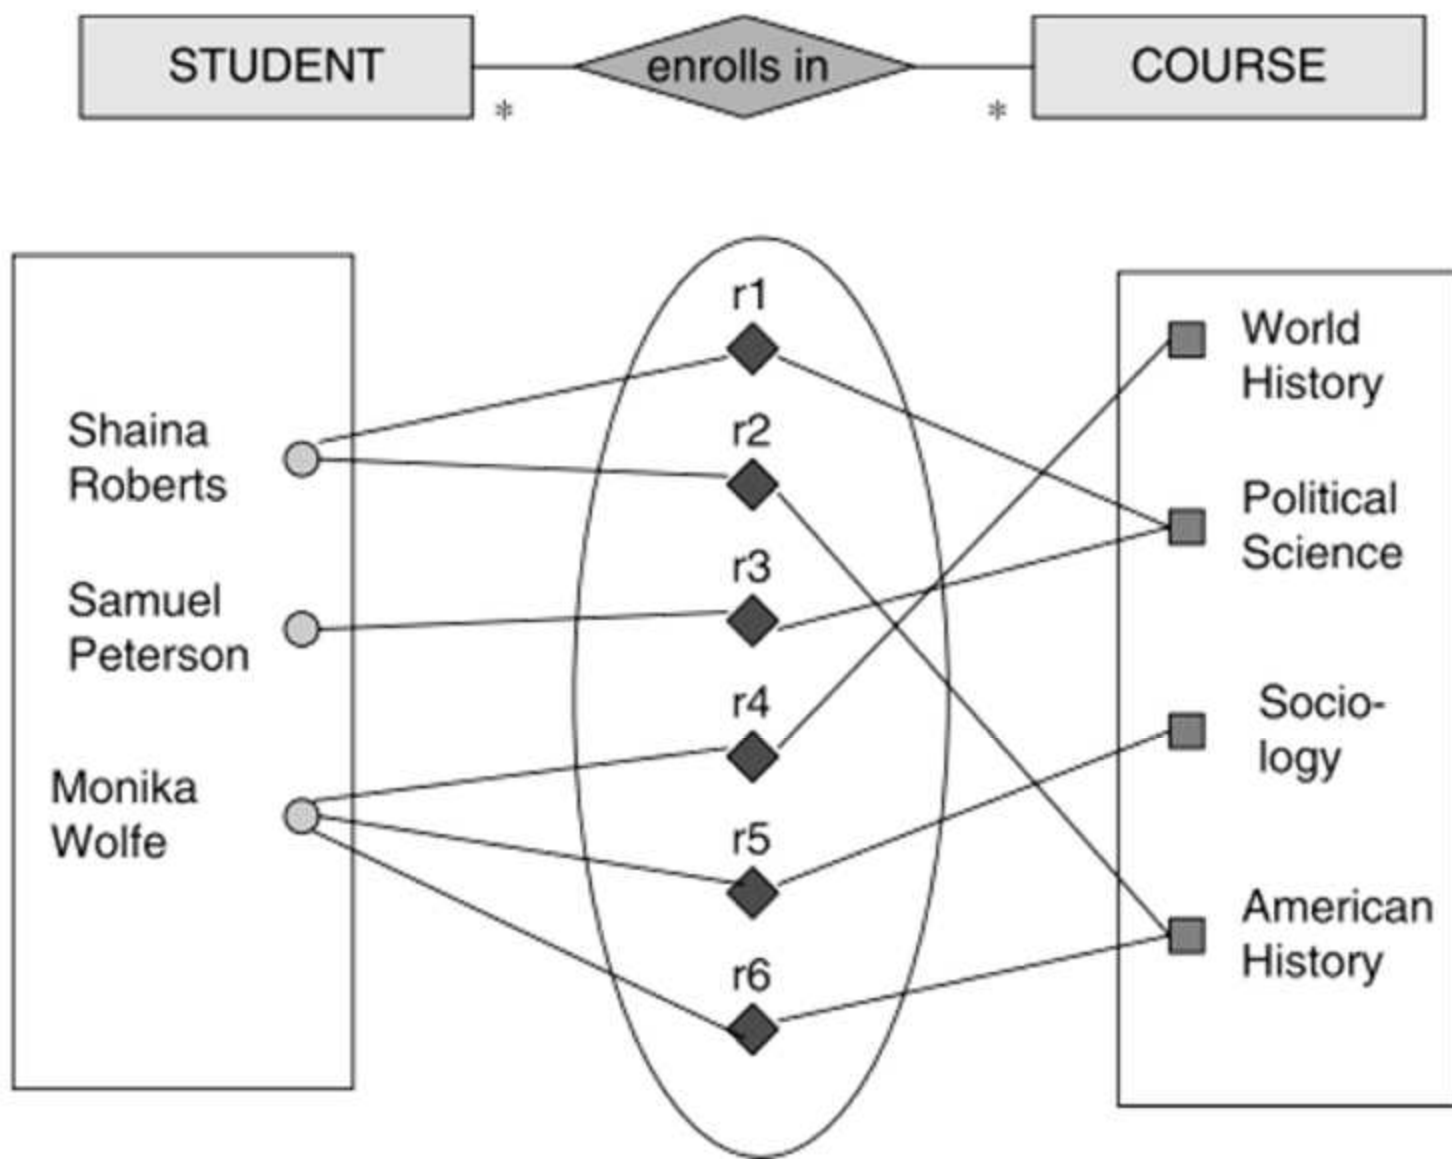 STUDENT
enrolls in
COURSE
*
*
Shaina
Roberts
Samuel
Peterson
Monika
Wolfe
r1
r2
r3
r4
r5
r6
World
History
Political
Science
Socio-
logy
American
History